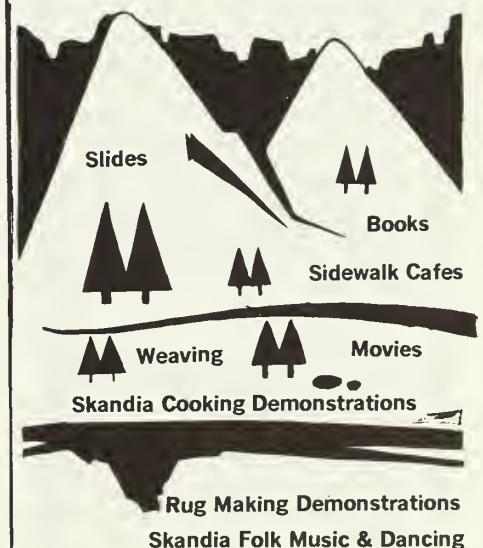 Slides
Books
Sidewalk Cafes
Weaving Movies
Skandia Cooking Demonstrations
Rug Making Demonstrations
Skandia Folk Music & Dancing